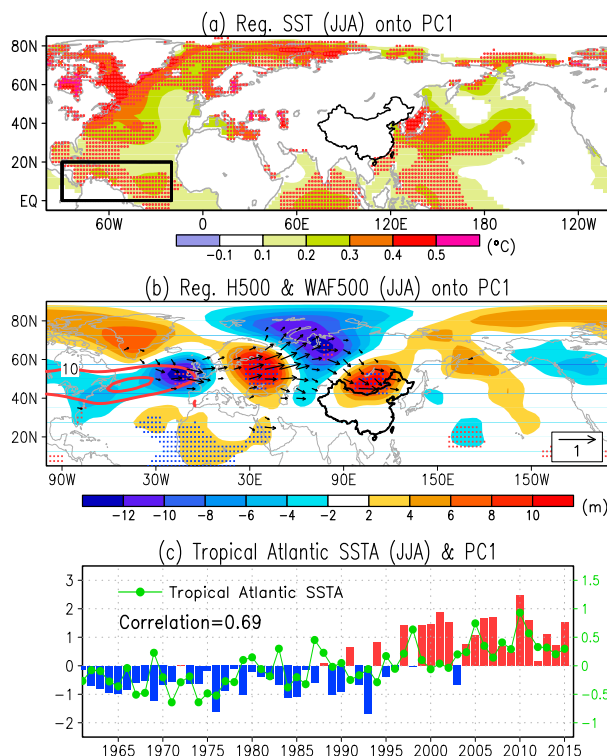 (a) Reg. SST (JJA) onto PC1
80N
60N
40N
20N
EQ
60W 0 60E 120E 180 120W
-0.1 0.1 0.2 0.3 0.4 0.5 (°C)
(b) Reg. H500 & WAF500 (JJA) onto PC1
80N
60N
40N
20N
10
1
90W 30W 30E 90E 150E 150W
-12 -10 -8 -6 -4 -2 2 4 6 8 10 (m)
(c) Tropical Atlantic SSTA (JJA) & PC1
3 1.5
2 1
1 0.5
0 0
-1 -0.5
-2 -1
Tropical Atlantic SSTA
Correlation=0.69
1965 1970 1975 1980 1985 1990 1995 2000 2005 2010 2015